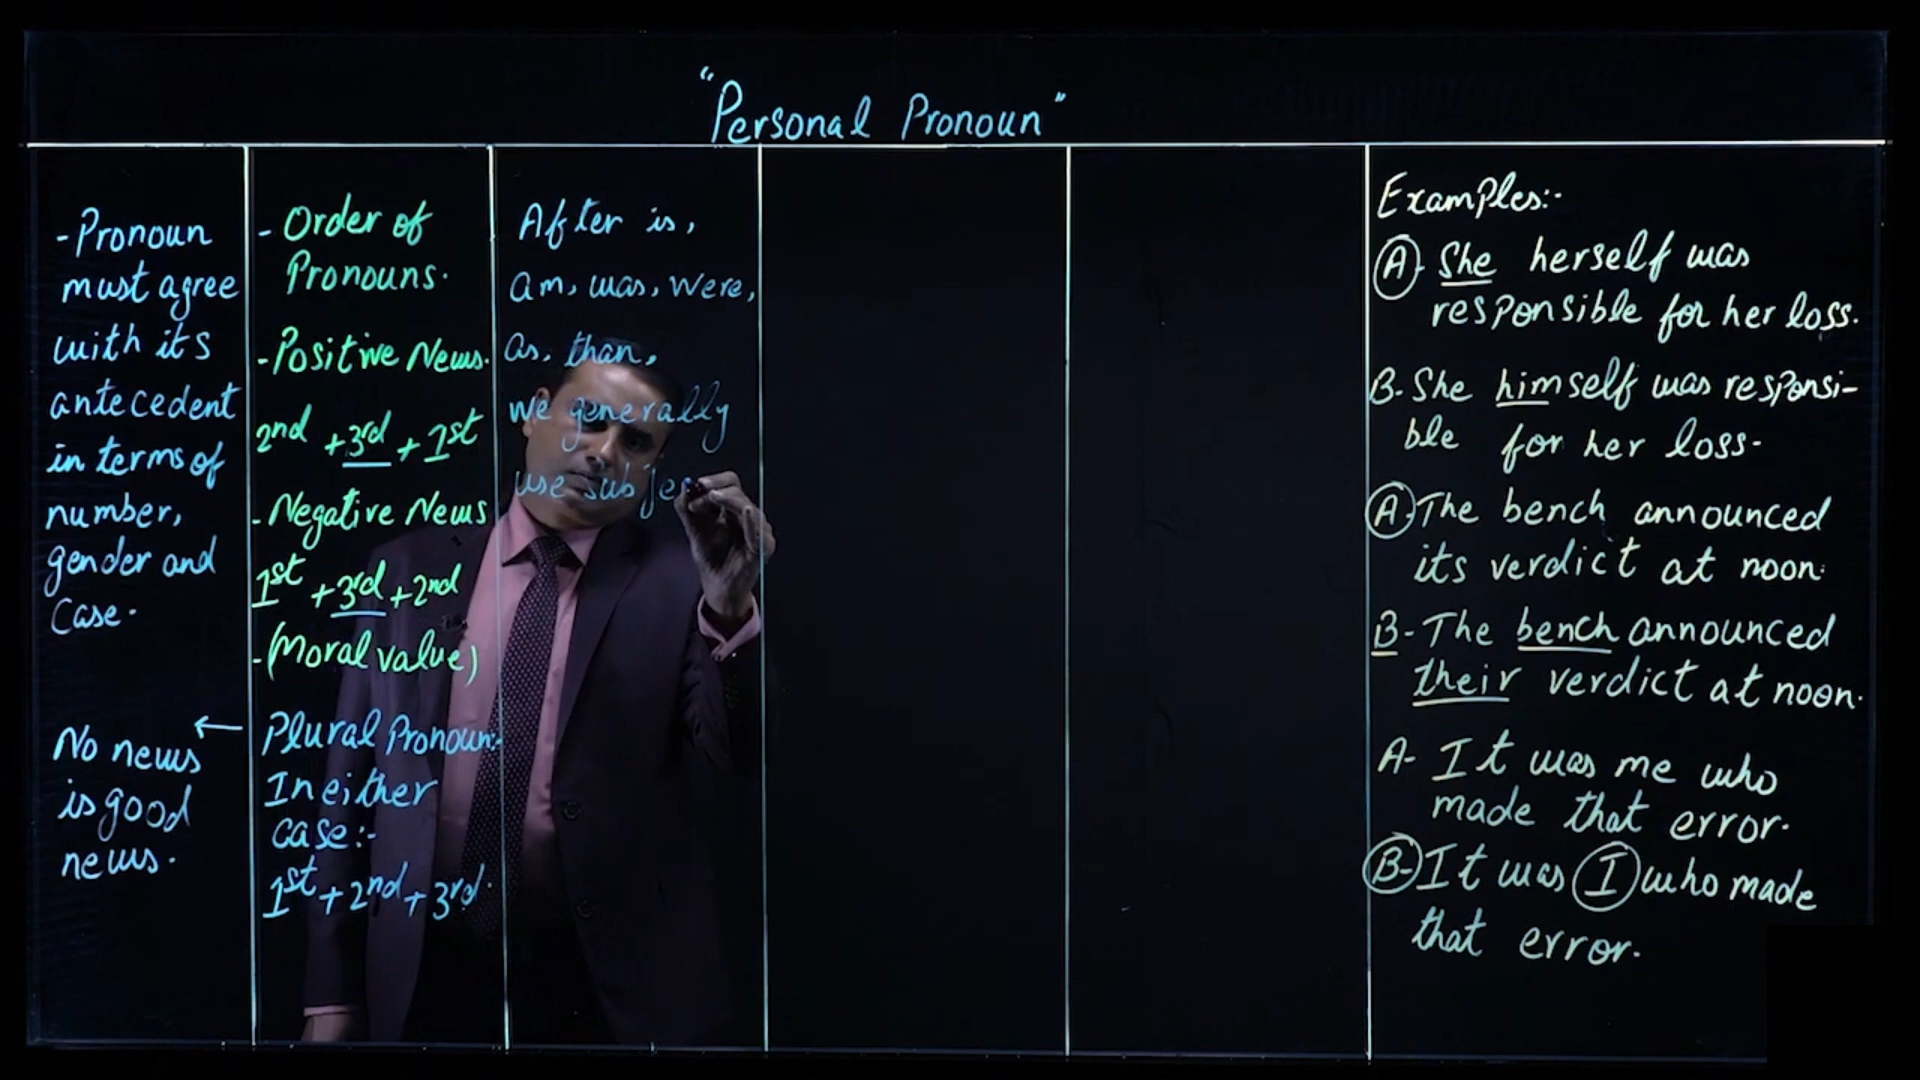 "Personal Pronoun"
-Pronoun
must agree
with its
antecedent
in terms of
number,
gender and
Case.
No news
is good
news.
- Order of
Pronouns.
-Positive News.
2nd +3rd + 1st
-Negative News
1st +3rd +2nd
-(Moral value)
Plural Pronoun:-
In either
case:-
1st +2nd +3rd.
After is,
am, was, were,
as, than,
we generally
use subjec
Examples:-
A- She herself was
responsible for her loss.
B- She himself was responsi-
ble for her loss.
A- The bench announced
its verdict at noon.
B- The bench announced
their verdict at noon.
A- It was me who
made that error.
B- It was I who made
that error.